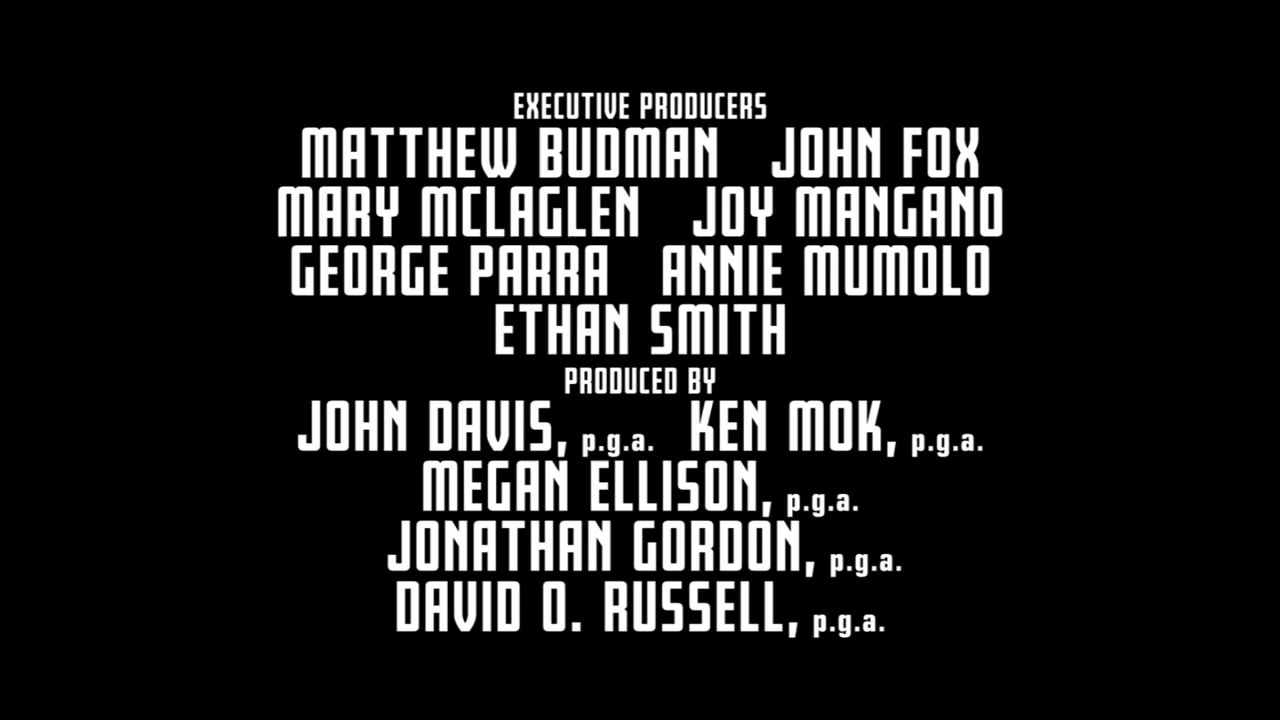 EXECUTIVE PRODUCERS
MATTHEW BUDMAN JOHN FOX
MARY MCLAGLEN JOY MANGANO
GEORGE PARRA ANNIE MUMOLO
ETHAN SMITH
PRODUCED BY
JOHN DAVIS, p.g.a. KEN MOK, p.g.a.
MEGAN ELLISON, p.g.a.
JONATHAN GORDON, p.g.a.
DAVID O. RUSSELL, p.g.a.